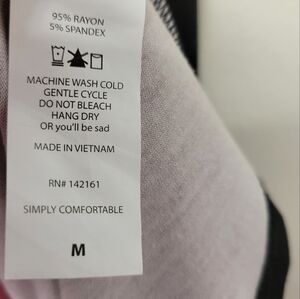 95% RAYON
5% SPANDEX
MACHINE WASH COLD
GENTLE CYCLE
DO NOT BLEACH
HANG DRY
OR you'll be sad
MADE IN VIETNAM
RN# 142161
SIMPLY COMFORTABLE
M